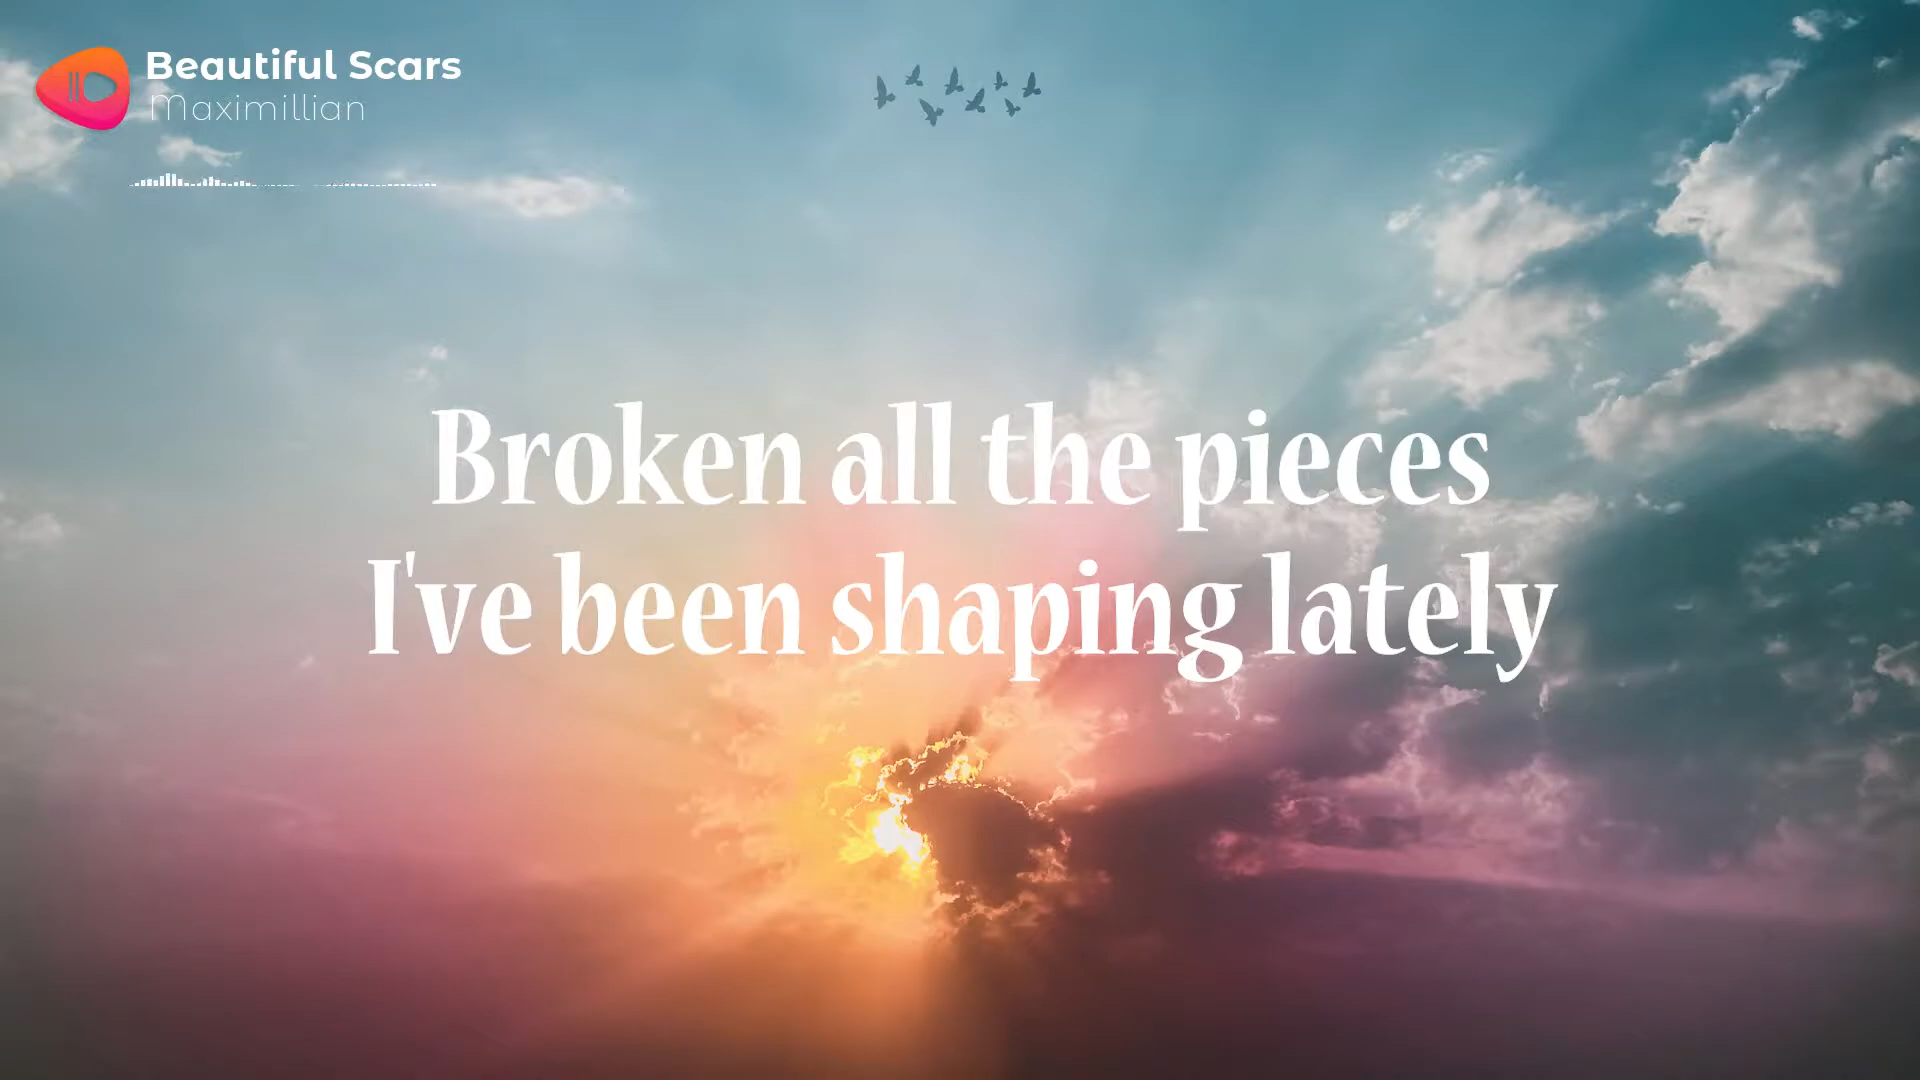 Beautiful Scars
Maximillian
Broken all the pieces
I've been shaping lately